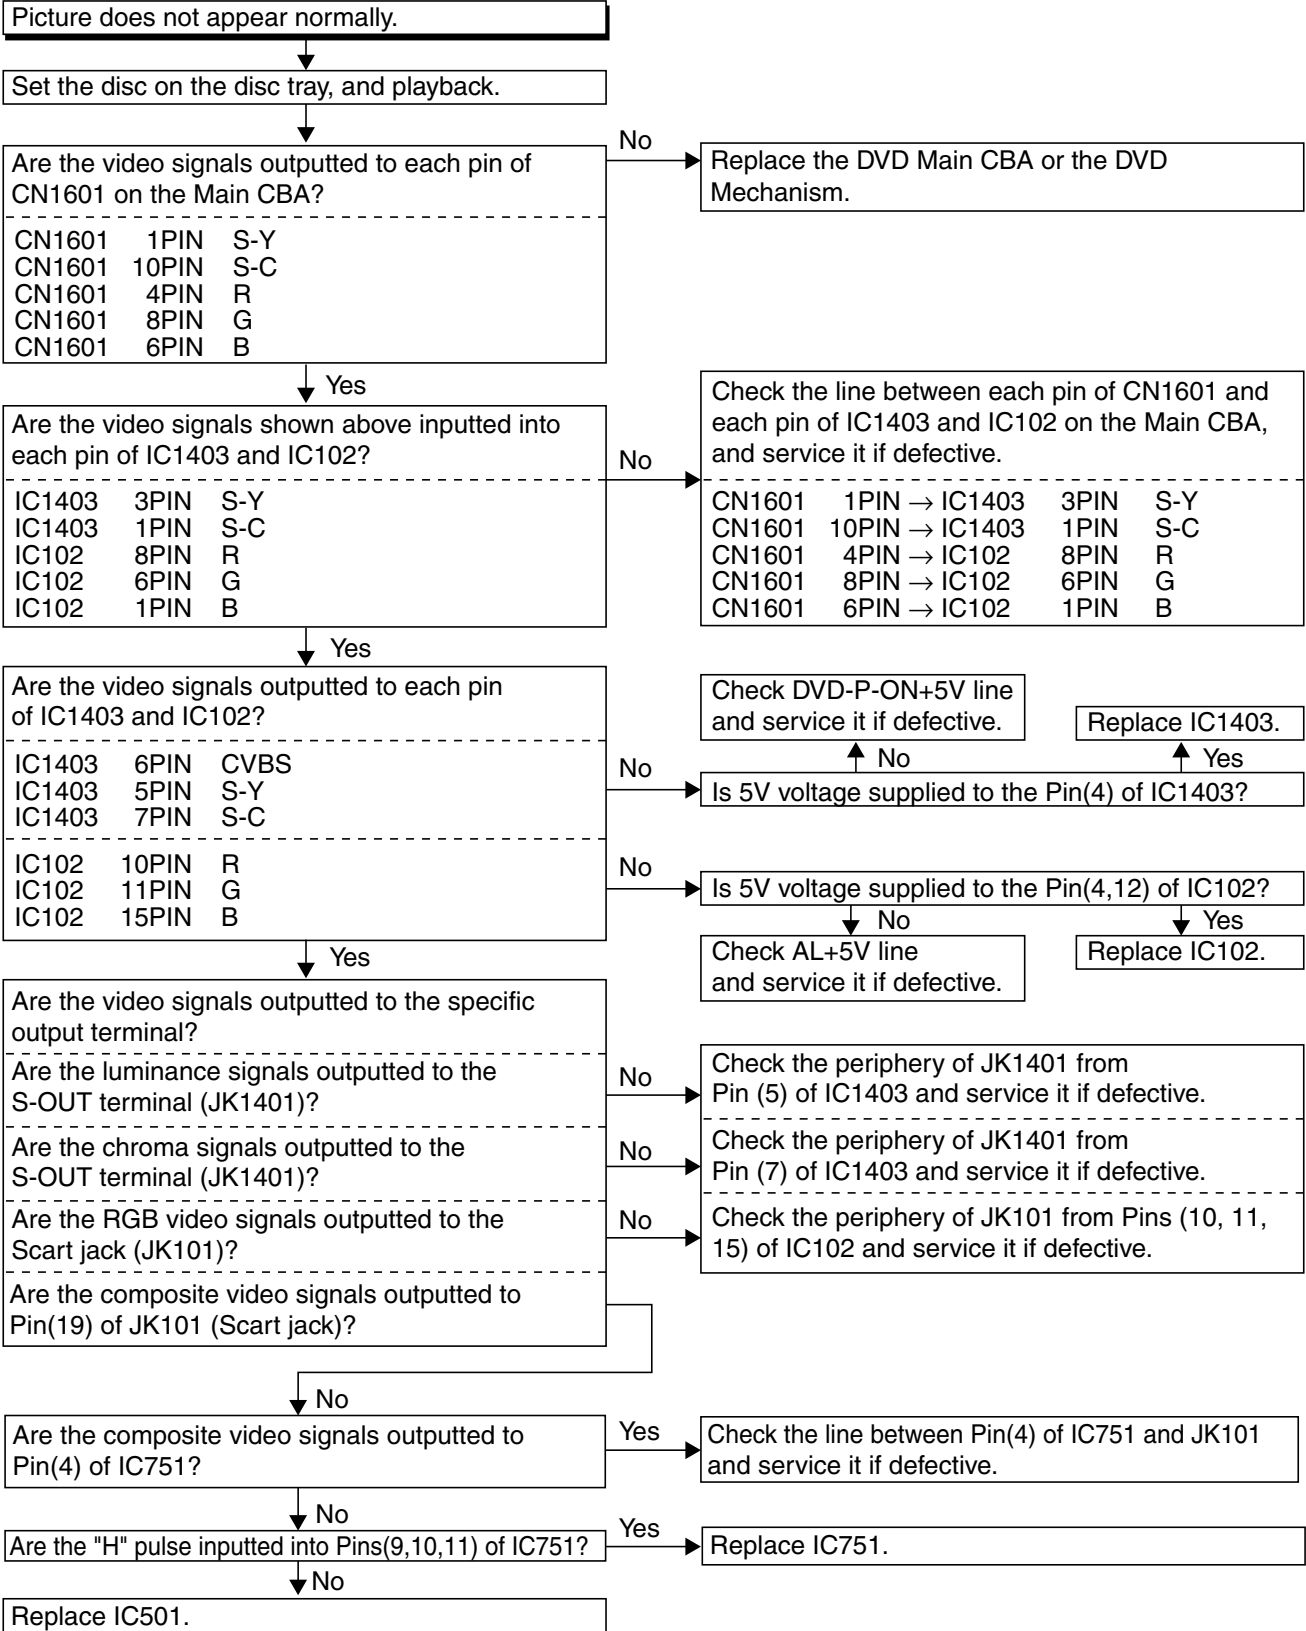 Picture does not appear normally.
Set the disc on the disc tray, and playback.
Are the video signals outputted to each pin of
CN1601 on the Main CBA?
CN1601 1PIN S-Y
CN1601 10PIN S-C
CN1601 4PIN R
CN1601 8PIN G
CN1601 6PIN B
No
Replace the DVD Main CBA or the DVD
Mechanism.
Yes
Are the video signals shown above inputted into
each pin of IC1403 and IC102?
IC1403 3PIN S-Y
IC1403 1PIN S-C
IC102 8PIN R
IC102 6PIN G
IC102 1PIN B
No
Check the line between each pin of CN1601 and
each pin of IC1403 and IC102 on the Main CBA,
and service it if defective.
CN1601 1PIN → IC1403 3PIN S-Y
CN1601 10PIN → IC1403 1PIN S-C
CN1601 4PIN → IC102 8PIN R
CN1601 8PIN → IC102 6PIN G
CN1601 6PIN → IC102 1PIN B
Yes
Are the video signals outputted to each pin
of IC1403 and IC102?
IC1403 6PIN CVBS
IC1403 5PIN S-Y
IC1403 7PIN S-C
IC102 10PIN R
IC102 11PIN G
IC102 15PIN B
No
Check DVD-P-ON+5V line
and service it if defective.
Replace IC1403.
No
Yes
Is 5V voltage supplied to the Pin(4) of IC1403?
No
Is 5V voltage supplied to the Pin(4,12) of IC102?
No
Yes
Check AL+5V line
and service it if defective.
Replace IC102.
Yes
Are the video signals outputted to the specific
output terminal?
Are the luminance signals outputted to the
S-OUT terminal (JK1401)?
No
Check the periphery of JK1401 from
Pin (5) of IC1403 and service it if defective.
Are the chroma signals outputted to the
S-OUT terminal (JK1401)?
No
Check the periphery of JK1401 from
Pin (7) of IC1403 and service it if defective.
Are the RGB video signals outputted to the
Scart jack (JK101)?
No
Check the periphery of JK101 from Pins (10, 11,
15) of IC102 and service it if defective.
Are the composite video signals outputted to
Pin(19) of JK101 (Scart jack)?
No
Are the composite video signals outputted to
Pin(4) of IC751?
Yes
Check the line between Pin(4) of IC751 and JK101
and service it if defective.
No
Are the "H" pulse inputted into Pins(9,10,11) of IC751?
Yes
Replace IC751.
No
Replace IC501.